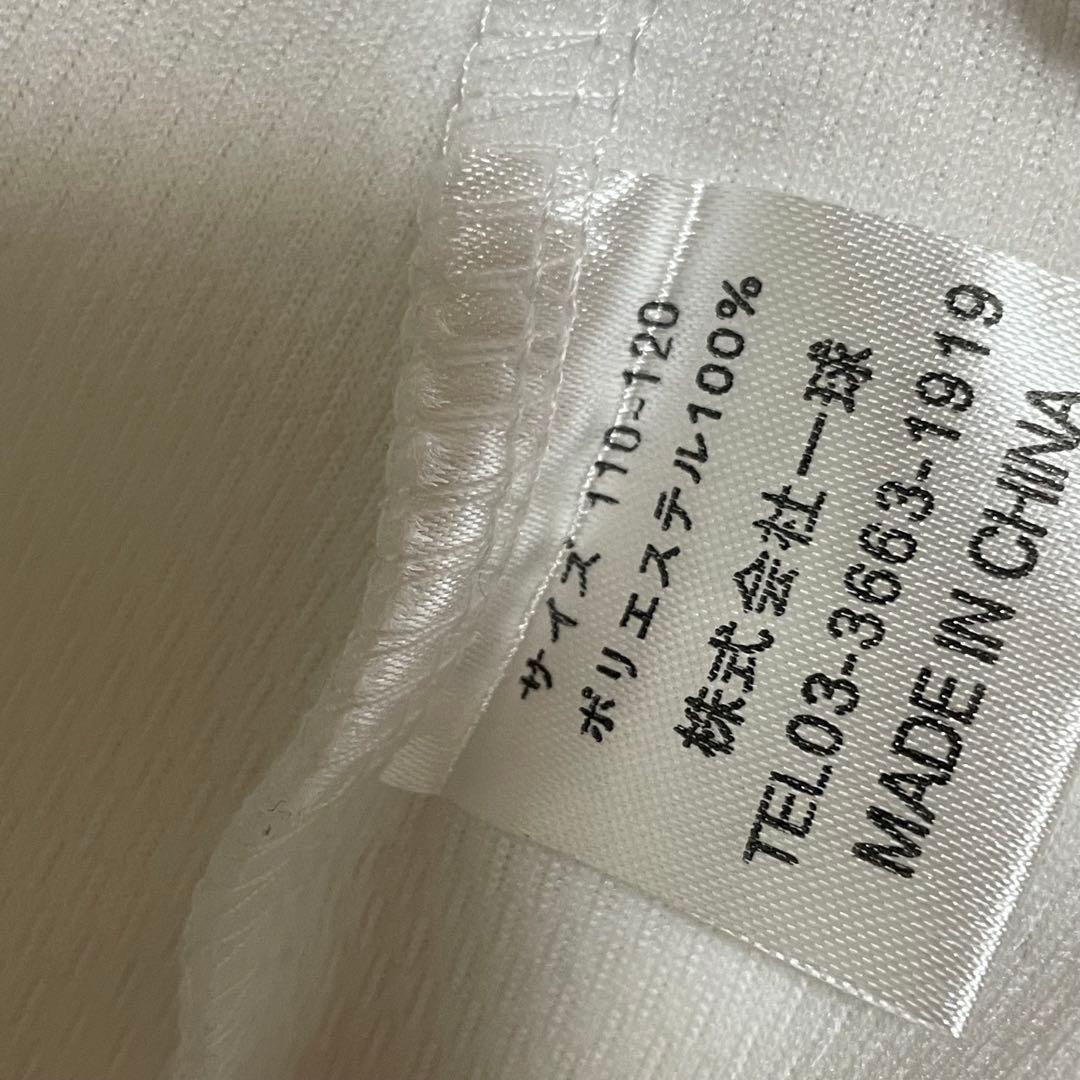 サイズ 110-120
ポリエステル100%
株式会社一球
TEL03-3663-1919
MADE IN CHINA